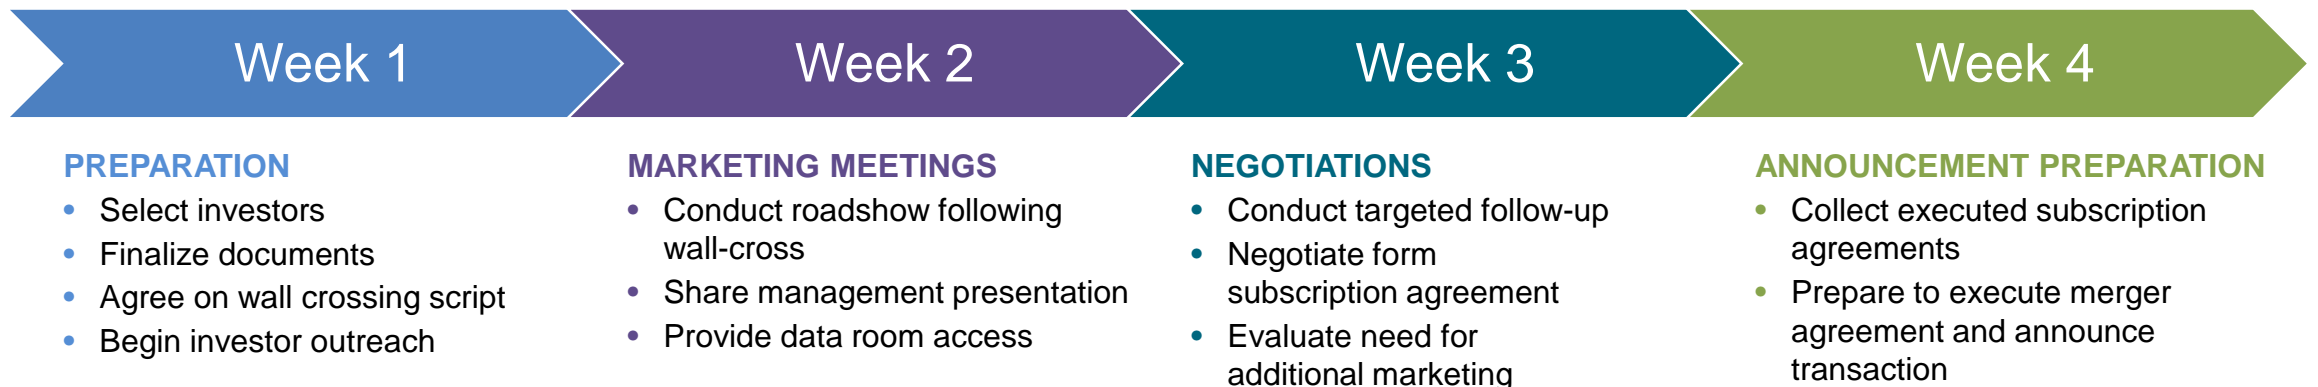 Week 1
Week 2
Week 3
Week 4
PREPARATION
• Select investors
• Finalize documents
• Agree on wall crossing script
• Begin investor outreach
MARKETING MEETINGS
• Conduct roadshow following
wall-cross
• Share management presentation
• Provide data room access
NEGOTIATIONS
• Conduct targeted follow-up
• Negotiate form
subscription agreement
• Evaluate need for
additional marketing
ANNOUNCEMENT PREPARATION
• Collect executed subscription
agreements
• Prepare to execute merger
agreement and announce
transaction